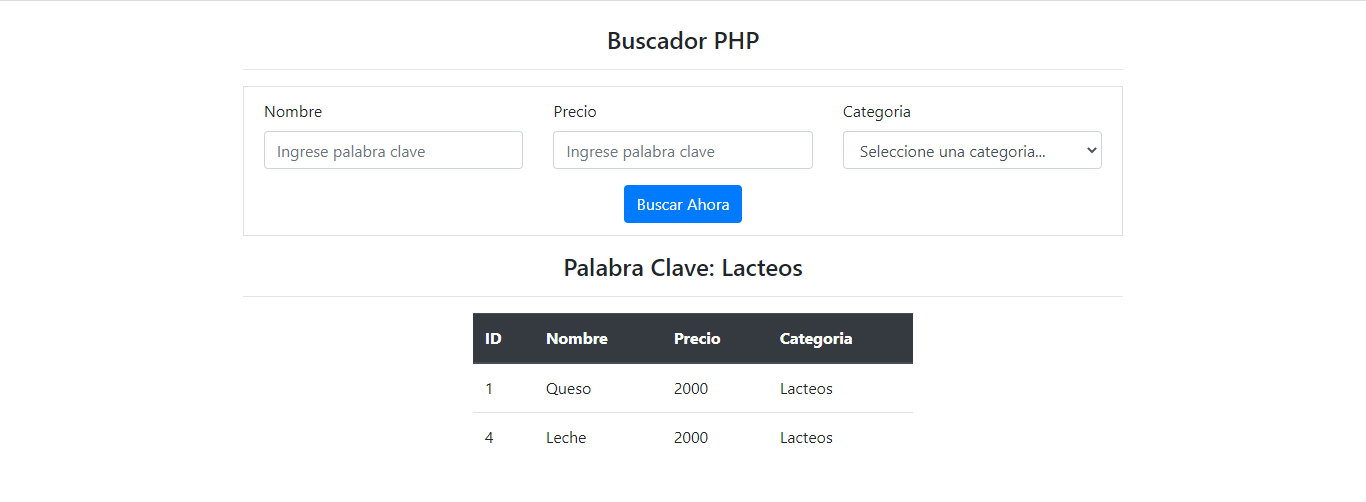 Buscador PHP
Nombre Precio Categoria
Ingrese palabra clave Ingrese palabra clave Seleccione una categoria...
Buscar Ahora
Palabra Clave: Lacteos
ID Nombre Precio Categoria
1 Queso 2000 Lacteos
4 Leche 2000 Lacteos